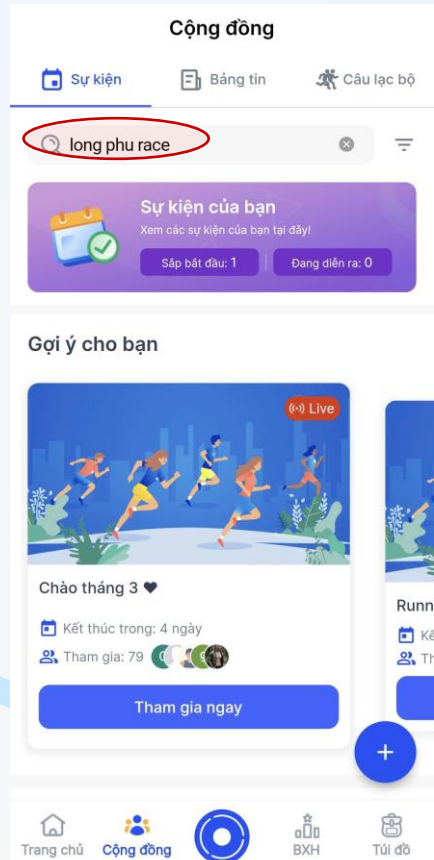 Cộng đồng
Sự kiện
Bảng tin
Câu lạc bộ
long phu race
Sự kiện của bạn
Xem các sự kiện của bạn tại đây!
Sắp bắt đầu: 1
Đang diễn ra: 0
Gợi ý cho bạn
Live
Chào tháng 3 ♥
Kết thúc trong: 4 ngày
Tham gia: 79
Tham gia ngay
Runn
Kế
Th
Trang chủ
Cộng đồng
BXH
Túi đồ